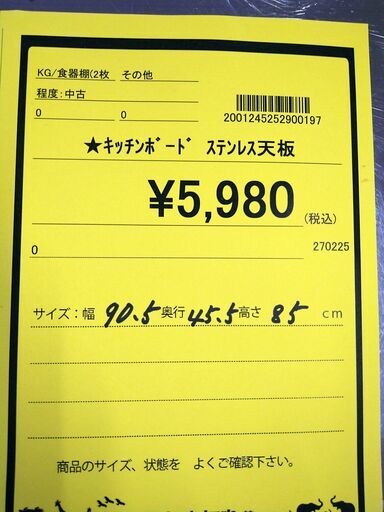 KG/食器棚(2枚 その他
程度:中古
0 0
2001245252900197
★ｷｯﾁﾝﾎﾞｰﾄﾞ ｽﾃﾝﾚｽ天板
¥5,980
(税込)
0 270225
サイズ:幅 90.5 奥行 45.5 高さ 85 cm
商品のサイズ、状態を よくご確認下さい。